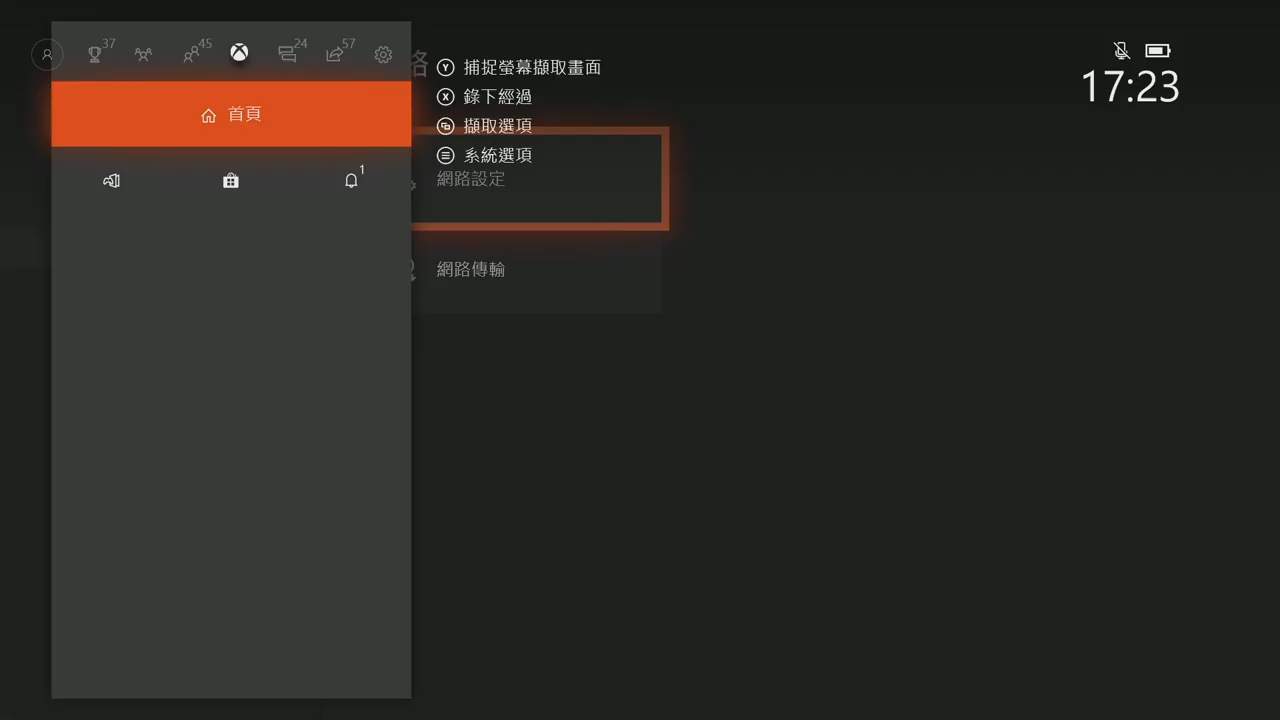 37
45
24
57
首頁
1
路
Ⓨ 捕捉螢幕擷取畫面
Ⓧ 錄下經過
擷取選項
系統選項
網路設定
網路傳輸
17:23